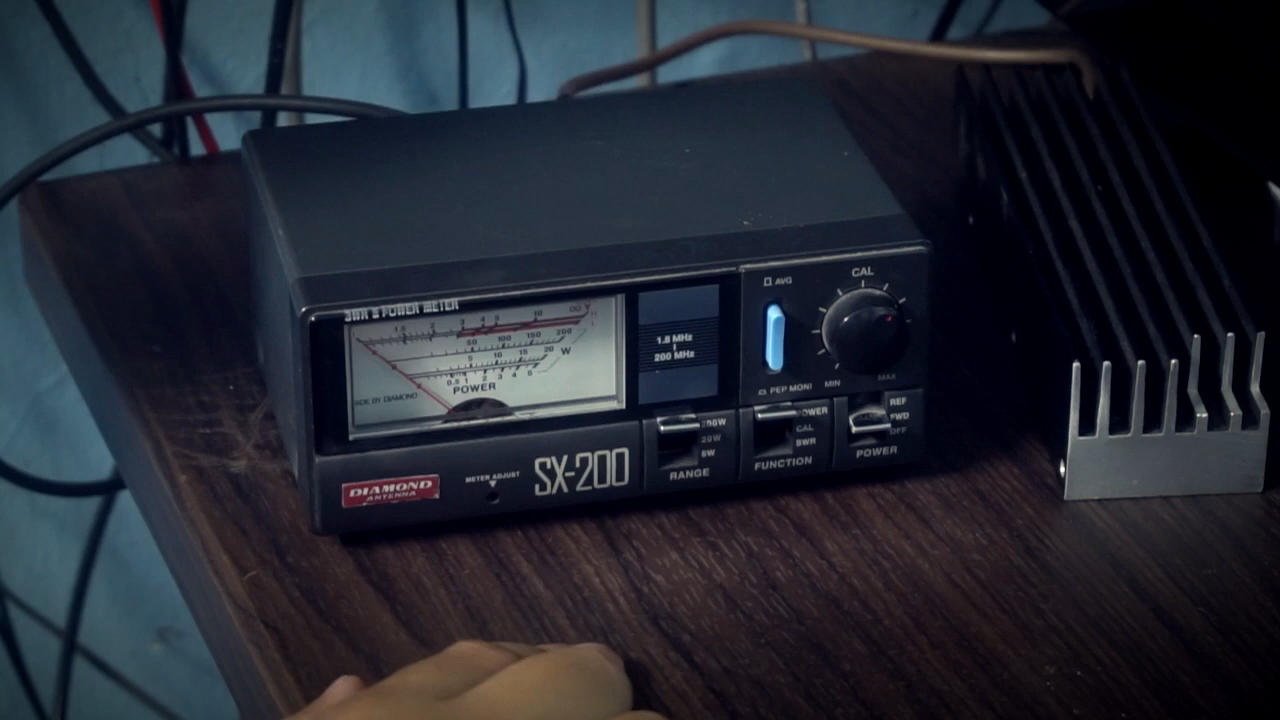 SWR & POWER METER
1.5 2 3 4 5 10 ∞
50 100 150 200
5 10 15 20 W
0.5 1 2 3 4 5
POWER
MADE BY DIAMOND
1.8 MHz
200 MHz
AVG
PEP MONI
CAL
MIN MAX
DIAMOND
ANTENNA
METER ADJUST
SX-200
200W
20W
5W
RANGE
POWER
CAL
SWR
FUNCTION
REF
FWD
OFF
POWER